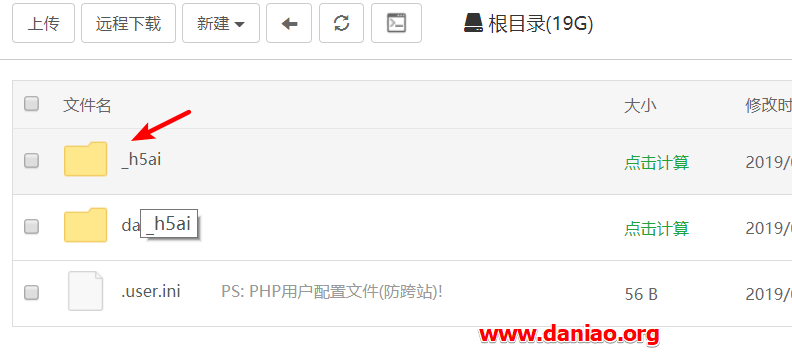 上传 远程下载 新建 根目录(19G)
文件名 大小 修改时
_h5ai 点击计算 2019/
da _h5ai 点击计算 2019/
.user.ini PS: PHP用户配置文件(防跨站)! 56 B 2019/
www.daniao.org